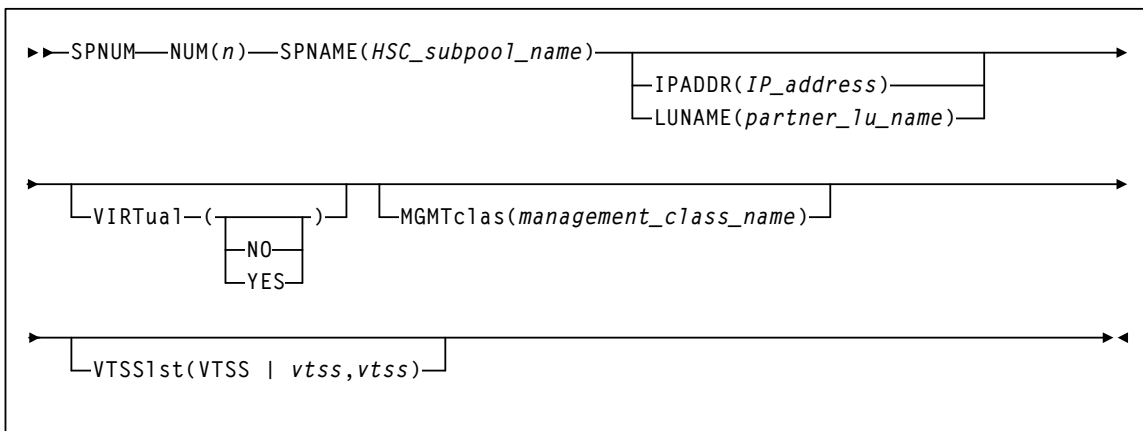 SPNUM NUM(n) SPNAME(HSC_subpool_name)
IPADDR(IP_address)
LUNAME(partner_lu_name)
VIRTual ( ) MGMTclas(management_class_name)
NO
YES
VTSSlst(VTSS | vtss,vtss)